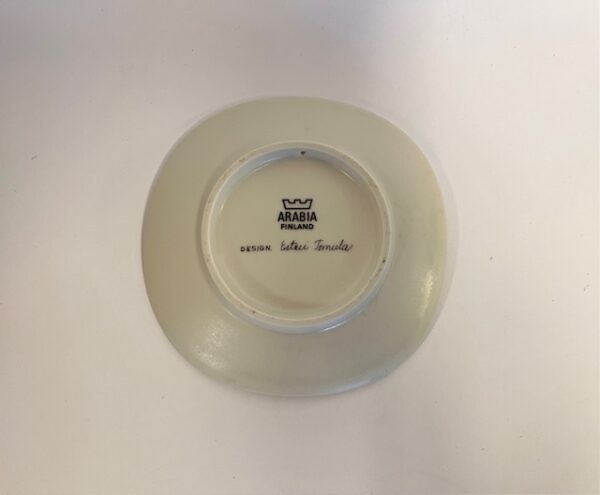 ARABIA
FINLAND
DESIGN. Esteri Tomula